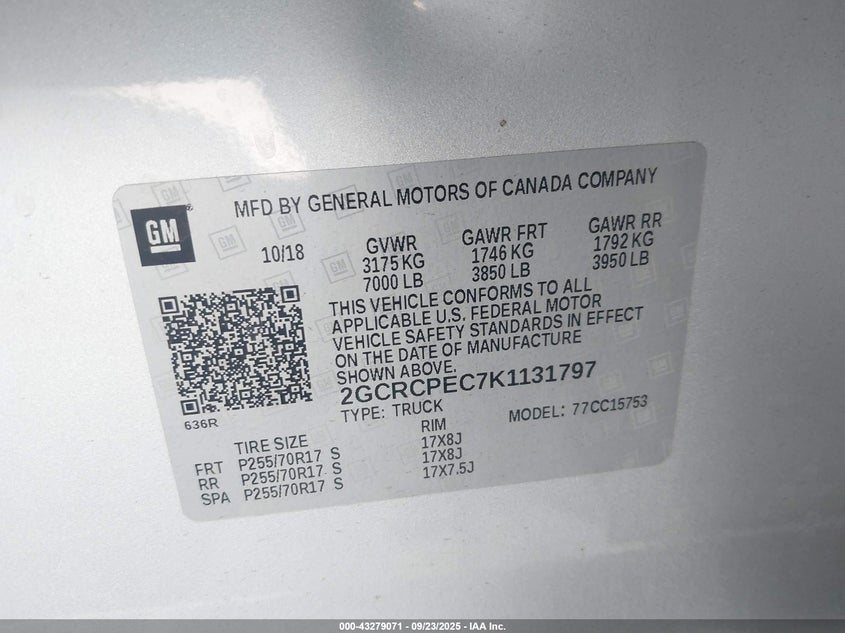 MFD BY GENERAL MOTORS OF CANADA COMPANY
GM
10/18
GVWR
3175 KG
7000 LB
GAWR FRT
1746 KG
3850 LB
GAWR RR
1792 KG
3950 LB
THIS VEHICLE CONFORMS TO ALL
APPLICABLE U.S. FEDERAL MOTOR
VEHICLE SAFETY STANDARDS IN EFFECT
ON THE DATE OF MANUFACTURE
SHOWN ABOVE.
2GCRCPEC7K1131797
TYPE: TRUCK
MODEL: 77CC15753
636R
TIRE SIZE
RIM
FRT P255/70R17 S 17X8J
RR P255/70R17 S 17X8J
SPA P255/70R17 S 17X7.5J
000-43279071 - 09/23/2025 - IAA Inc.